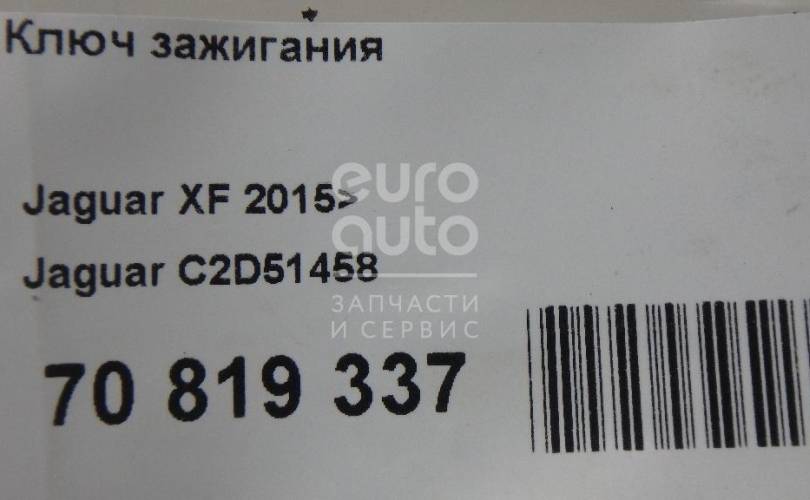 Ключ зажигания
Jaguar XF 2015>
Jaguar C2D51458
70 819 337
euro
auto
ЗАПЧАСТИ
И СЕРВИС